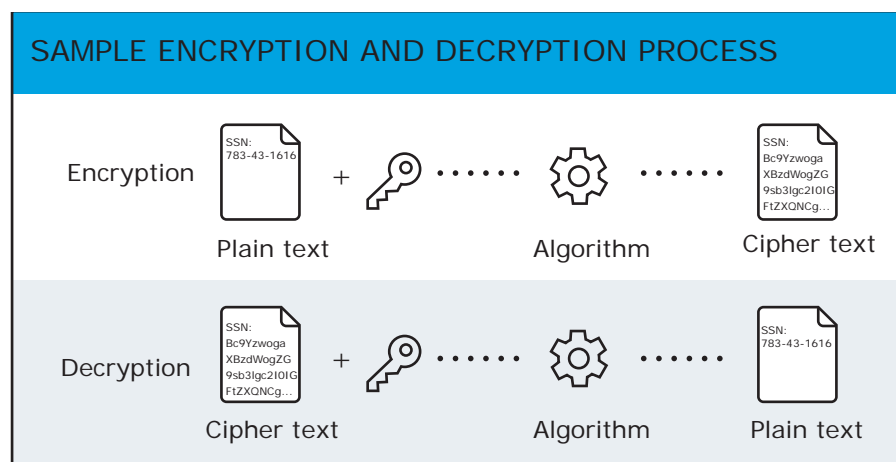 SAMPLE ENCRYPTION AND DECRYPTION PROCESS
SSN:
783-43-1616
Encryption
+
Plain text
Algorithm
SSN:
Bc9Yzwoga
XBzdWogZG
9sb3Igc2I0IG
FtZXQNCg...
Cipher text
SSN:
Bc9Yzwoga
XBzdWogZG
9sb3Igc2I0IG
FtZXQNCg...
Decryption
+
Cipher text
Algorithm
SSN:
783-43-1616
Plain text